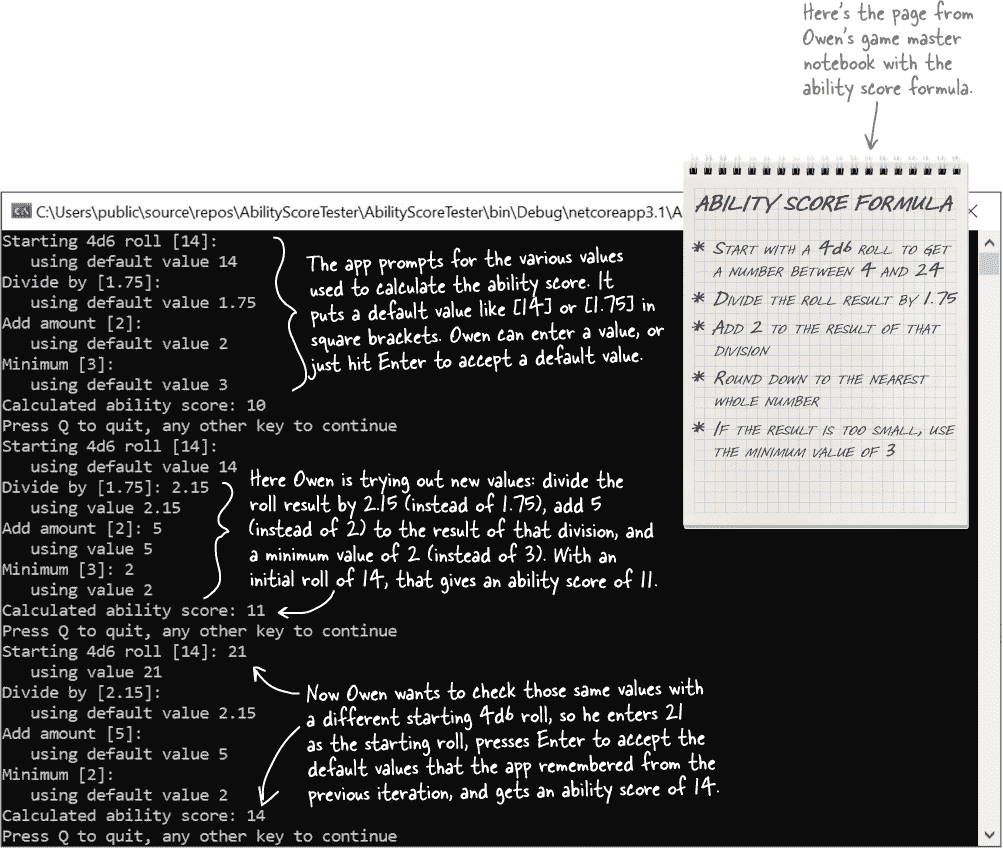 Here's the page from
Owen's game master
notebook with the
ability score formula.
C:\Users\public\source\repos\AbilityScoreTester\AbilityScoreTester\bin\Debug\netcoreapp3.1\A
ABILITY SCORE FORMULA
* START WITH A 4d6 ROLL TO GET
A NUMBER BETWEEN 4 AND 24
* DIVIDE THE ROLL RESULT BY 1.75
* ADD 2 TO THE RESULT OF THAT
DIVISION
* ROUND DOWN TO THE NEAREST
WHOLE NUMBER
* IF THE RESULT IS TOO SMALL, USE
THE MINIMUM VALUE OF 3
Starting 4d6 roll [14]:
using default value 14
Divide by [1.75]:
using default value 1.75
Add amount [2]:
using default value 2
Minimum [3]:
using default value 3
Calculated ability score: 10
Press Q to quit, any other key to continue
The app prompts for the various values
used to calculate the ability score. It
puts a default value like [14] or [1.75] in
square brackets. Owen can enter a value, or
just hit Enter to accept a default value.
Starting 4d6 roll [14]:
using default value 14
Divide by [1.75]: 2.15
using value 2.15
Add amount [2]: 5
using value 5
Minimum [3]: 2
using value 2
Calculated ability score: 11
Press Q to quit, any other key to continue
Here Owen is trying out new values: divide the
roll result by 2.15 (instead of 1.75), add 5
(instead of 2) to the result of that division, and
a minimum value of 2 (instead of 3). With an
initial roll of 14, that gives an ability score of 11.
Starting 4d6 roll [14]: 21
using value 21
Divide by [2.15]:
using default value 2.15
Add amount [5]:
using default value 5
Minimum [2]:
using default value 2
Calculated ability score: 14
Press Q to quit, any other key to continue
Now Owen wants to check those same values with
a different starting 4d6 roll, so he enters 21
as the starting roll, presses Enter to accept the
default values that the app remembered from the
previous iteration, and gets an ability score of 14.